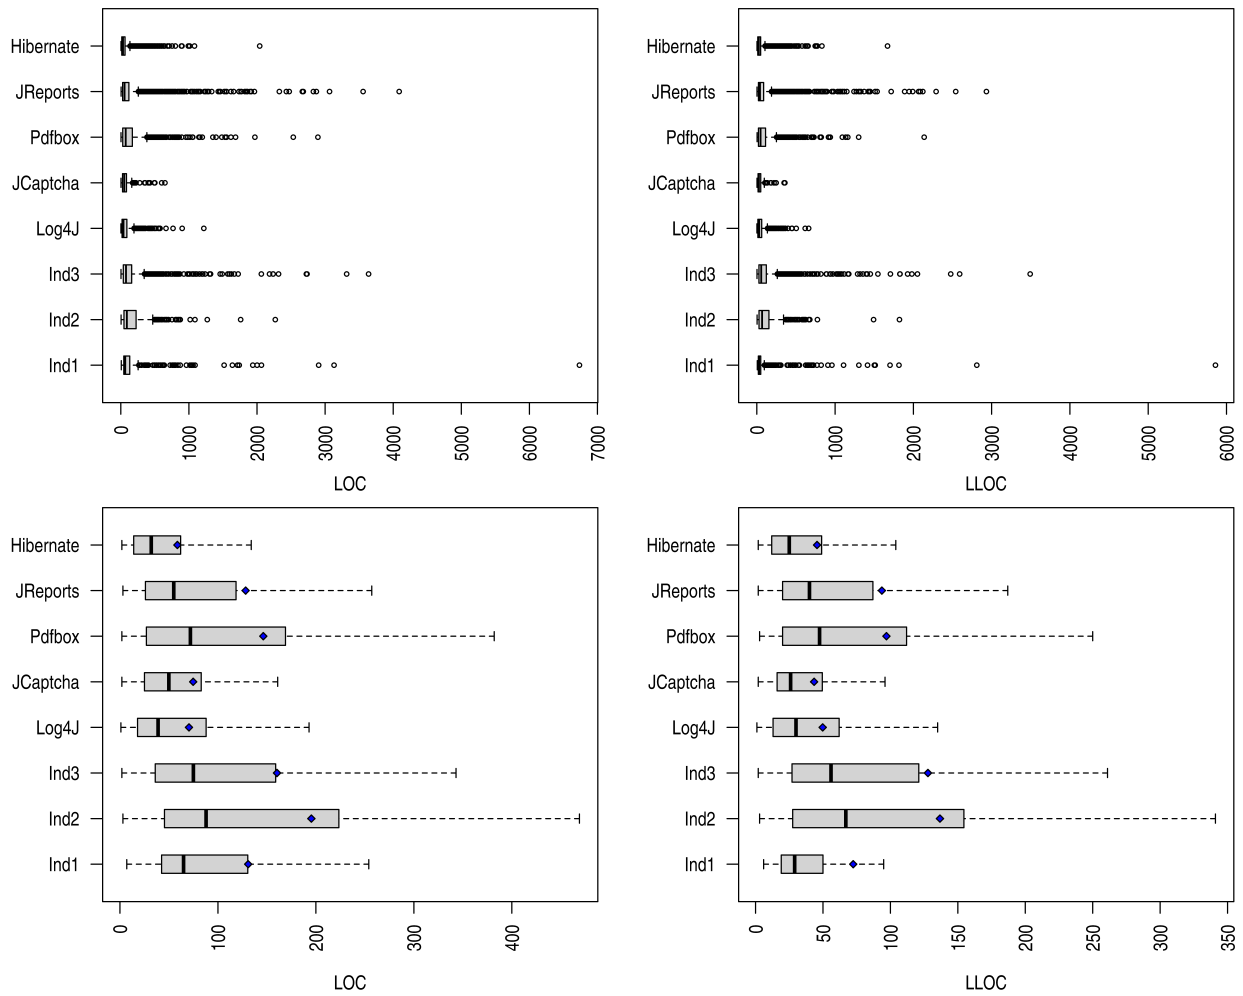 Hibernate
JReports
Pdfbox
JCaptcha
Log4J
Ind3
Ind2
Ind1
0 1000 2000 3000 4000 5000 6000 7000
LOC
Hibernate
JReports
Pdfbox
JCaptcha
Log4J
Ind3
Ind2
Ind1
0 1000 2000 3000 4000 5000 6000
LLOC
Hibernate
JReports
Pdfbox
JCaptcha
Log4J
Ind3
Ind2
Ind1
0 100 200 300 400
LOC
Hibernate
JReports
Pdfbox
JCaptcha
Log4J
Ind3
Ind2
Ind1
0 50 100 150 200 250 300 350
LLOC